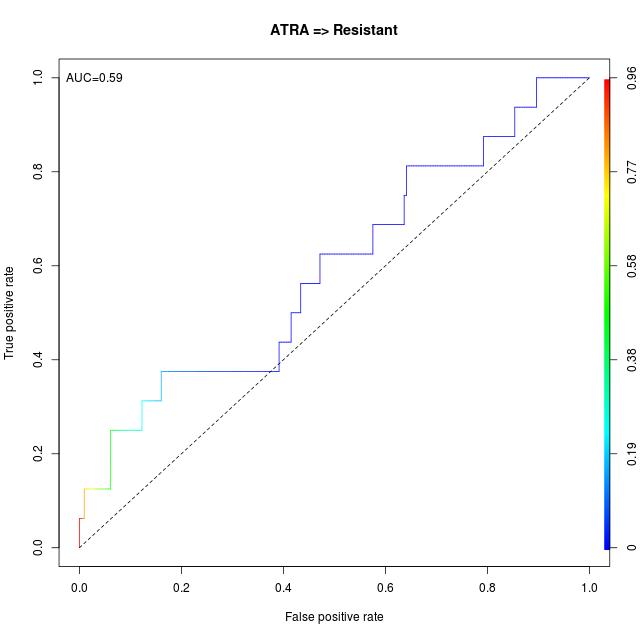 ATRA => Resistant
AUC=0.59
True positive rate
1.0
0.8
0.6
0.4
0.2
0.0
0.0 0.2 0.4 0.6 0.8 1.0
False positive rate
0.96
0.77
0.58
0.38
0.19
0